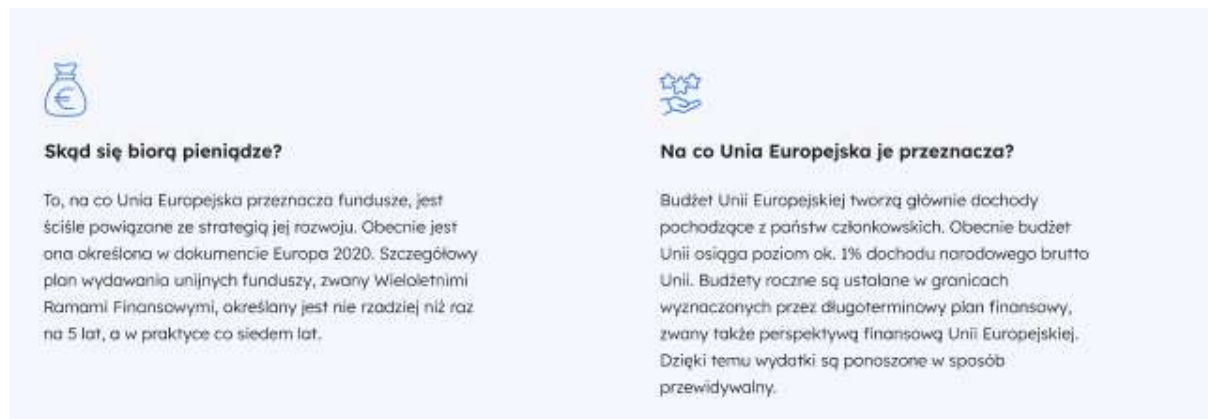 Skąd się biorą pieniądze?
To, na co Unia Europejska przeznacza fundusze, jest
ściśle powiązane ze strategią jej rozwoju. Obecnie jest
ona określona w dokumencie Europa 2020. Szczegółowy
plan wydawania unijnych funduszy, zwany Wieloletnimi
Ramami Finansowymi, określany jest nie rzadziej niż raz
na 5 lat, a w praktyce co siedem lat.
Na co Unia Europejska je przeznacza?
Budżet Unii Europejskiej tworzą głównie dochody
pochodzące z państw członkowskich. Obecnie budżet
Unii osiąga poziom ok. 1% dochodu narodowego brutto
Unii. Budżety roczne są ustalane w granicach
wyznaczonych przez długoterminowy plan finansowy,
zwany także perspektywą finansową Unii Europejskiej.
Dzięki temu wydatki są ponoszone w sposób
przewidywalny.